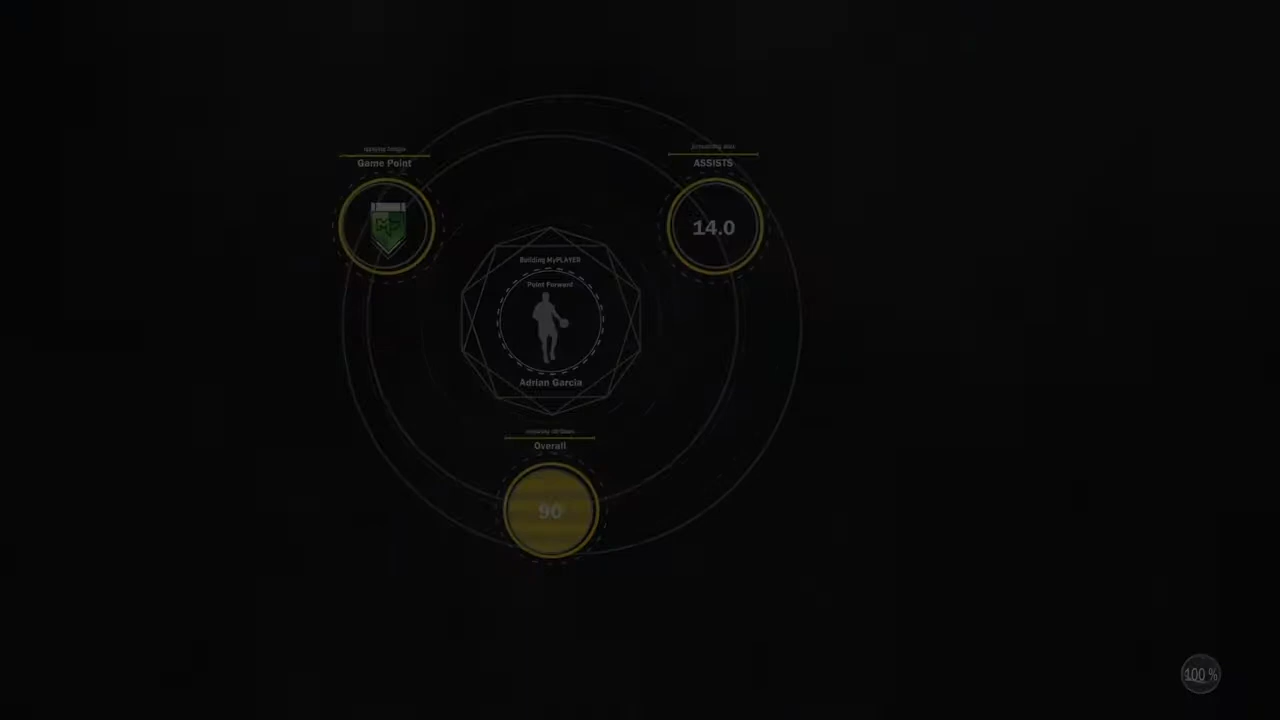 Game Point
ASSISTS
14.0
Building MyPLAYER
Point Forward
Adrian Garcia
Overall
90
100 %